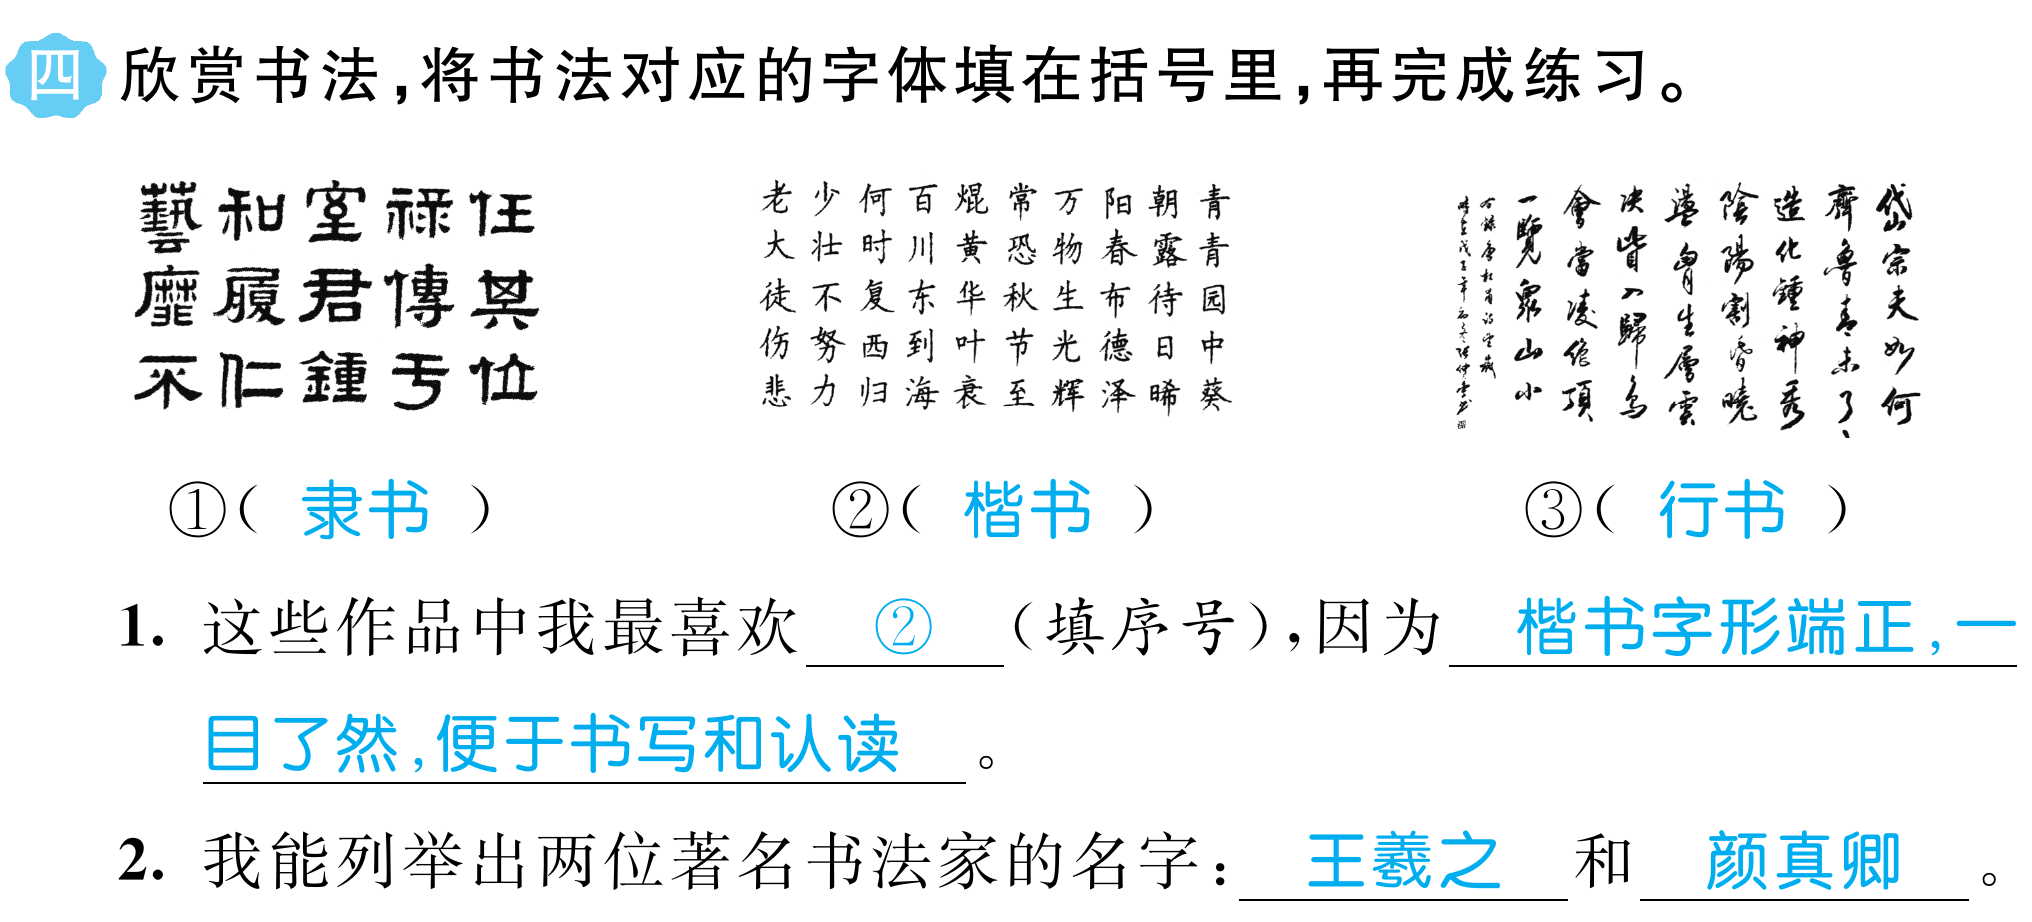 四 欣赏书法,将书法对应的字体填在括号里,再完成练习。
任其位
禄傳亏
室君鍾
和履仁
藝靡不
青青园中葵
朝露待日晞
阳春布德泽
万物生光辉
常恐秋节至
焜黄华叶衰
百川东到海
何时复西归
少壮不努力
老大徒伤悲
岱宗夫如何
齊魯青未了
造化鍾神秀
陰陽割昏曉
盪胷生層雲
决眥入歸鸟
會當凌絶頂
一覽衆山小
①( 隶书 )
②( 楷书 )
③( 行书 )
1. 这些作品中我最喜欢 ② (填序号),因为 楷书字形端正,一
目了然,便于书写和认读 。
2. 我能列举出两位著名书法家的名字: 王羲之 和 颜真卿 。